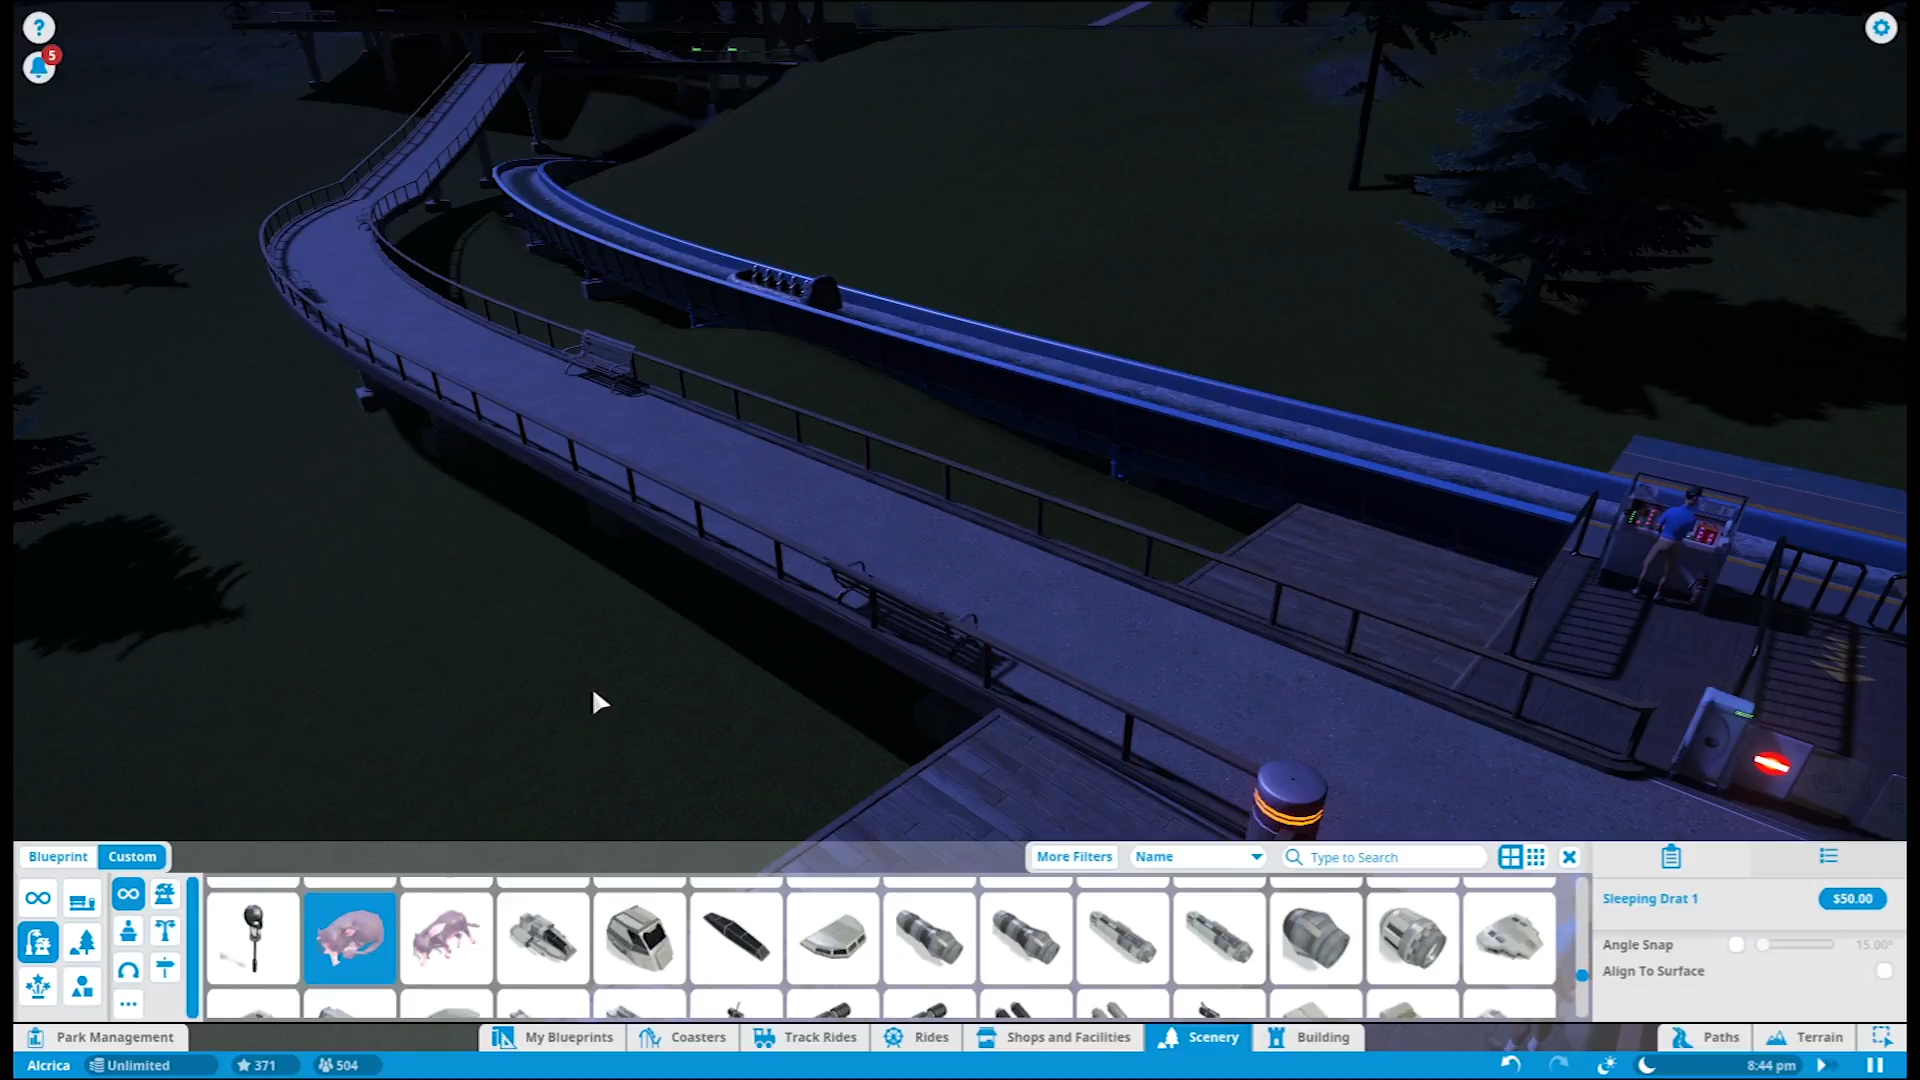 ?
5
Blueprint
Custom
More Filters
Name
Type to Search
Sleeping Drat 1
$50.00
Angle Snap
15.00°
Align To Surface
Park Management
My Blueprints
Coasters
Track Rides
Rides
Shops and Facilities
Scenery
Building
Paths
Terrain
Alcrica
Unlimited
371
504
8:44 pm